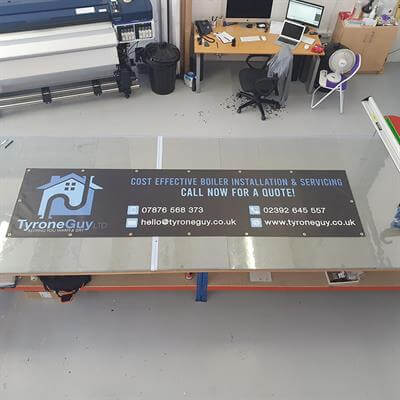 COST EFFECTIVE BOILER INSTALLATION & SERVICING
CALL NOW FOR A QUOTE!
TyroneGuy LTD
07876 568 373
02392 645 557
hello@tyroneguy.co.uk
www.tyroneguy.co.uk